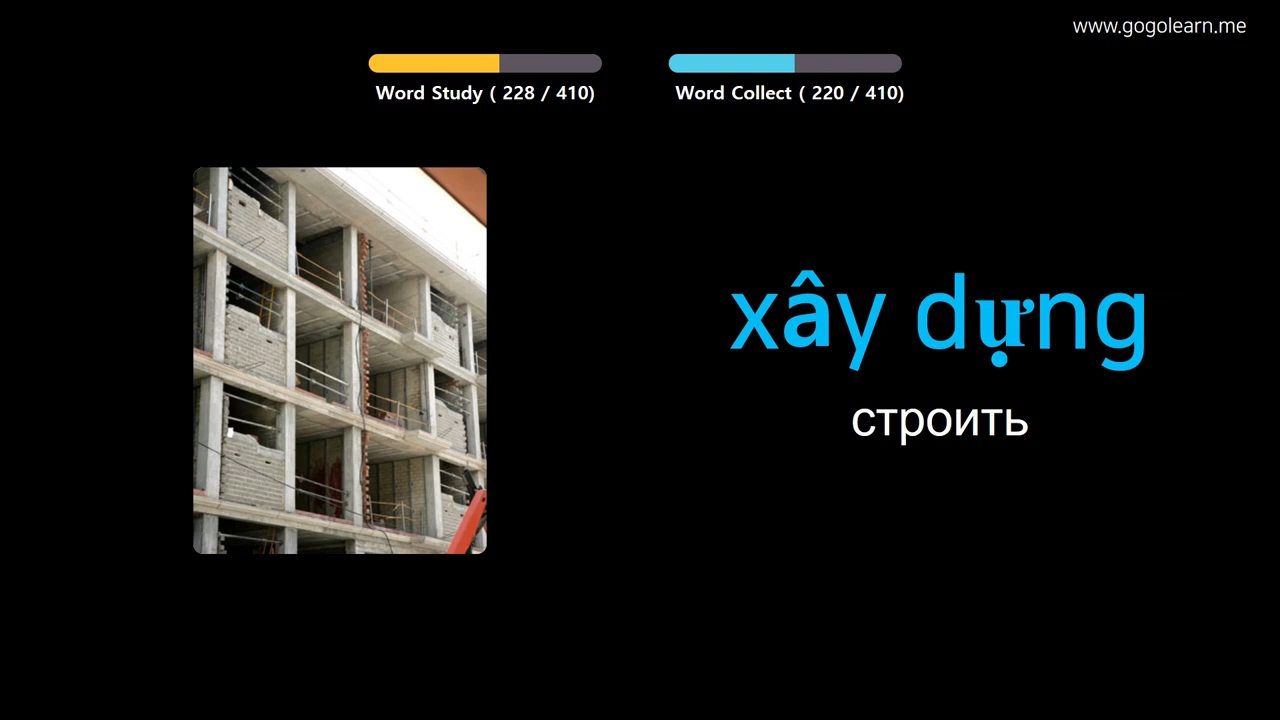 www.gogolearn.me
Word Study ( 228 / 410)
Word Collect ( 220 / 410)
xây dựng
строить